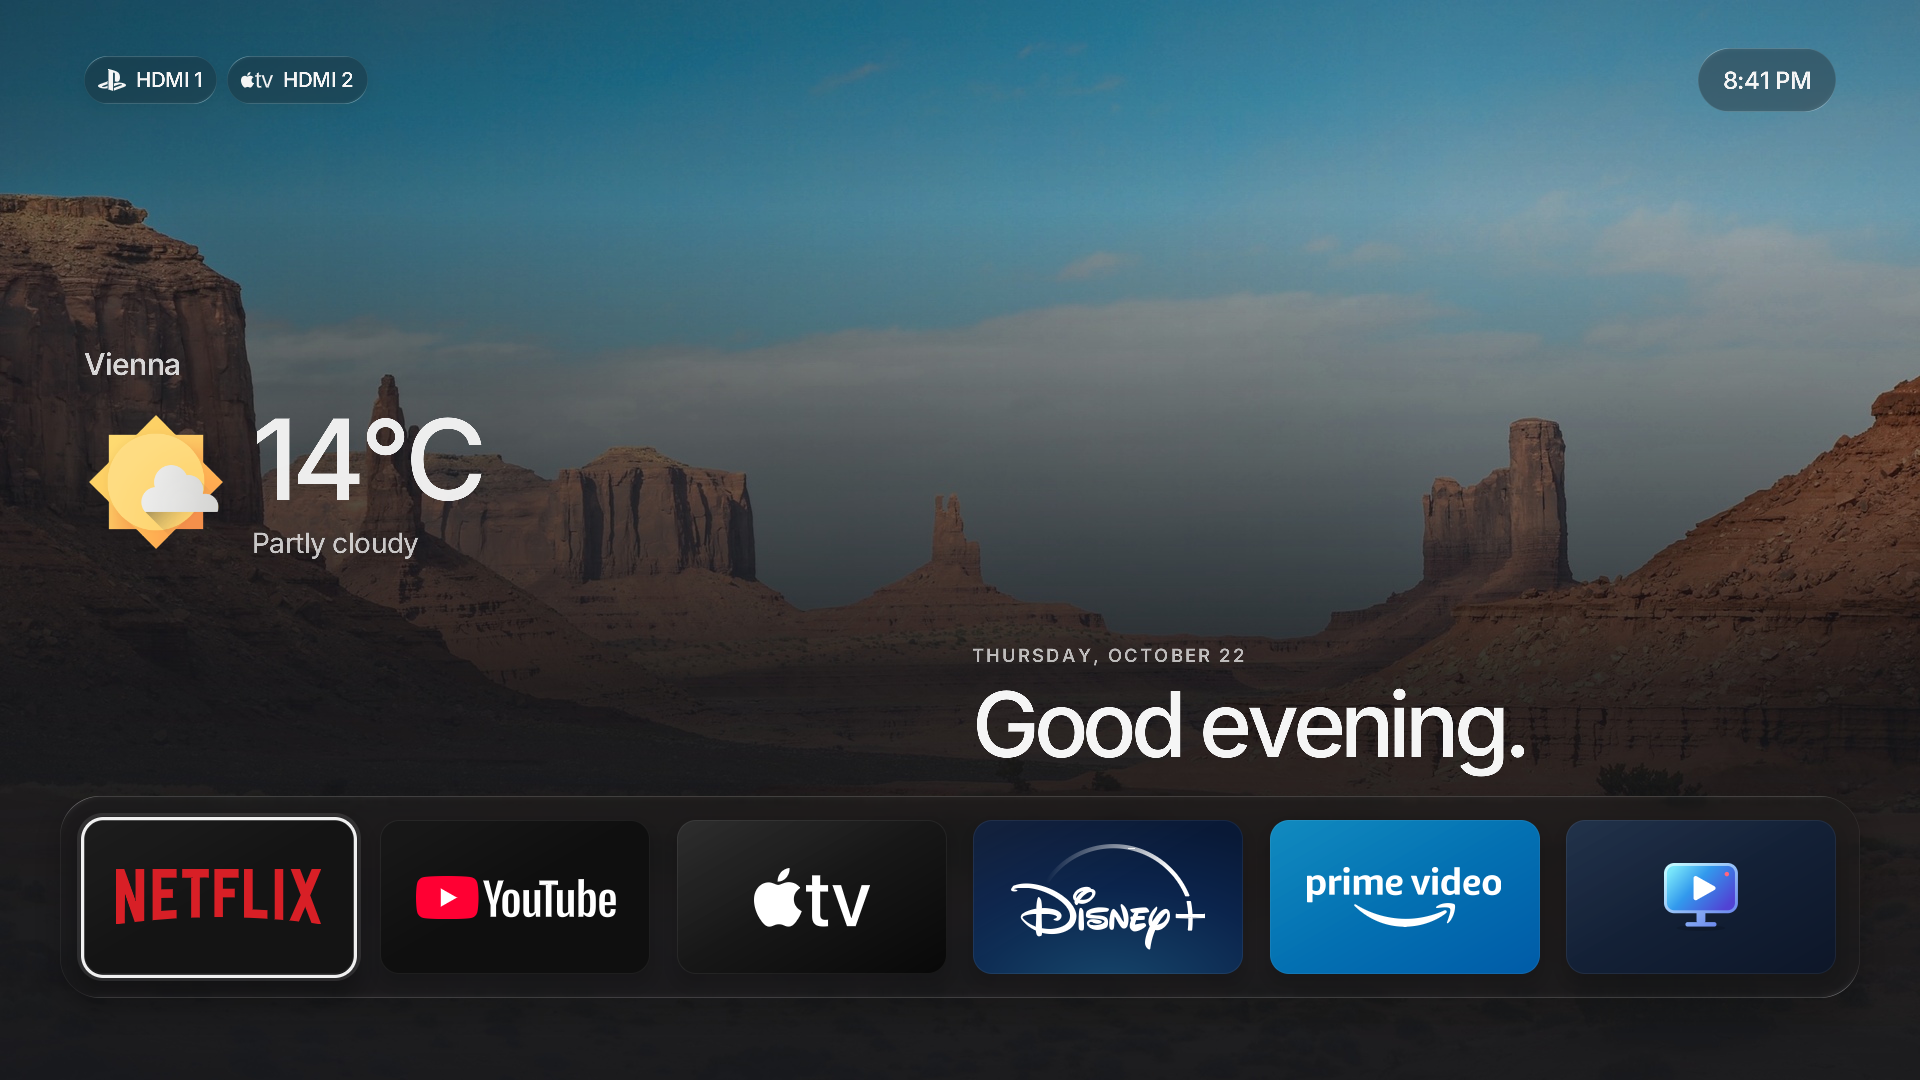 HDMI 1
tv HDMI 2
8:41 PM
Vienna
14°C
Partly cloudy
THURSDAY, OCTOBER 22
Good evening.
NETFLIX
YouTube
tv
Disney+
prime video